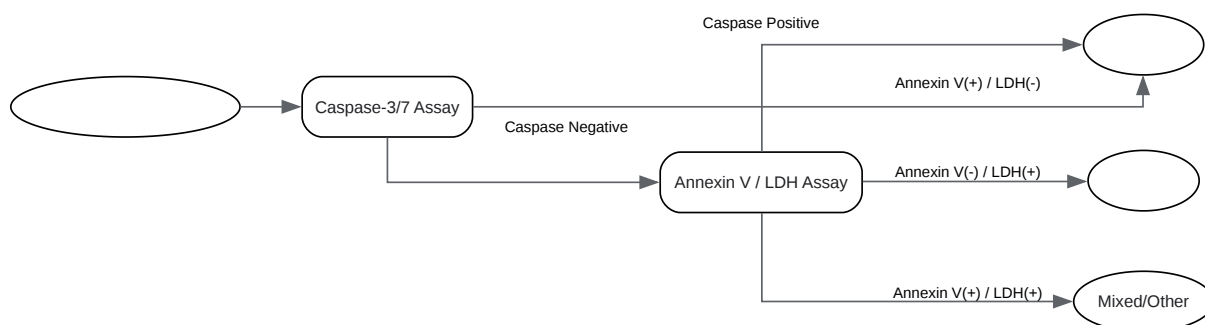 Caspase Positive
Annexin V(+) / LDH(-)
Caspase-3/7 Assay
Caspase Negative
Annexin V(-) / LDH(+)
Annexin V / LDH Assay
Annexin V(+) / LDH(+)
Mixed/Other